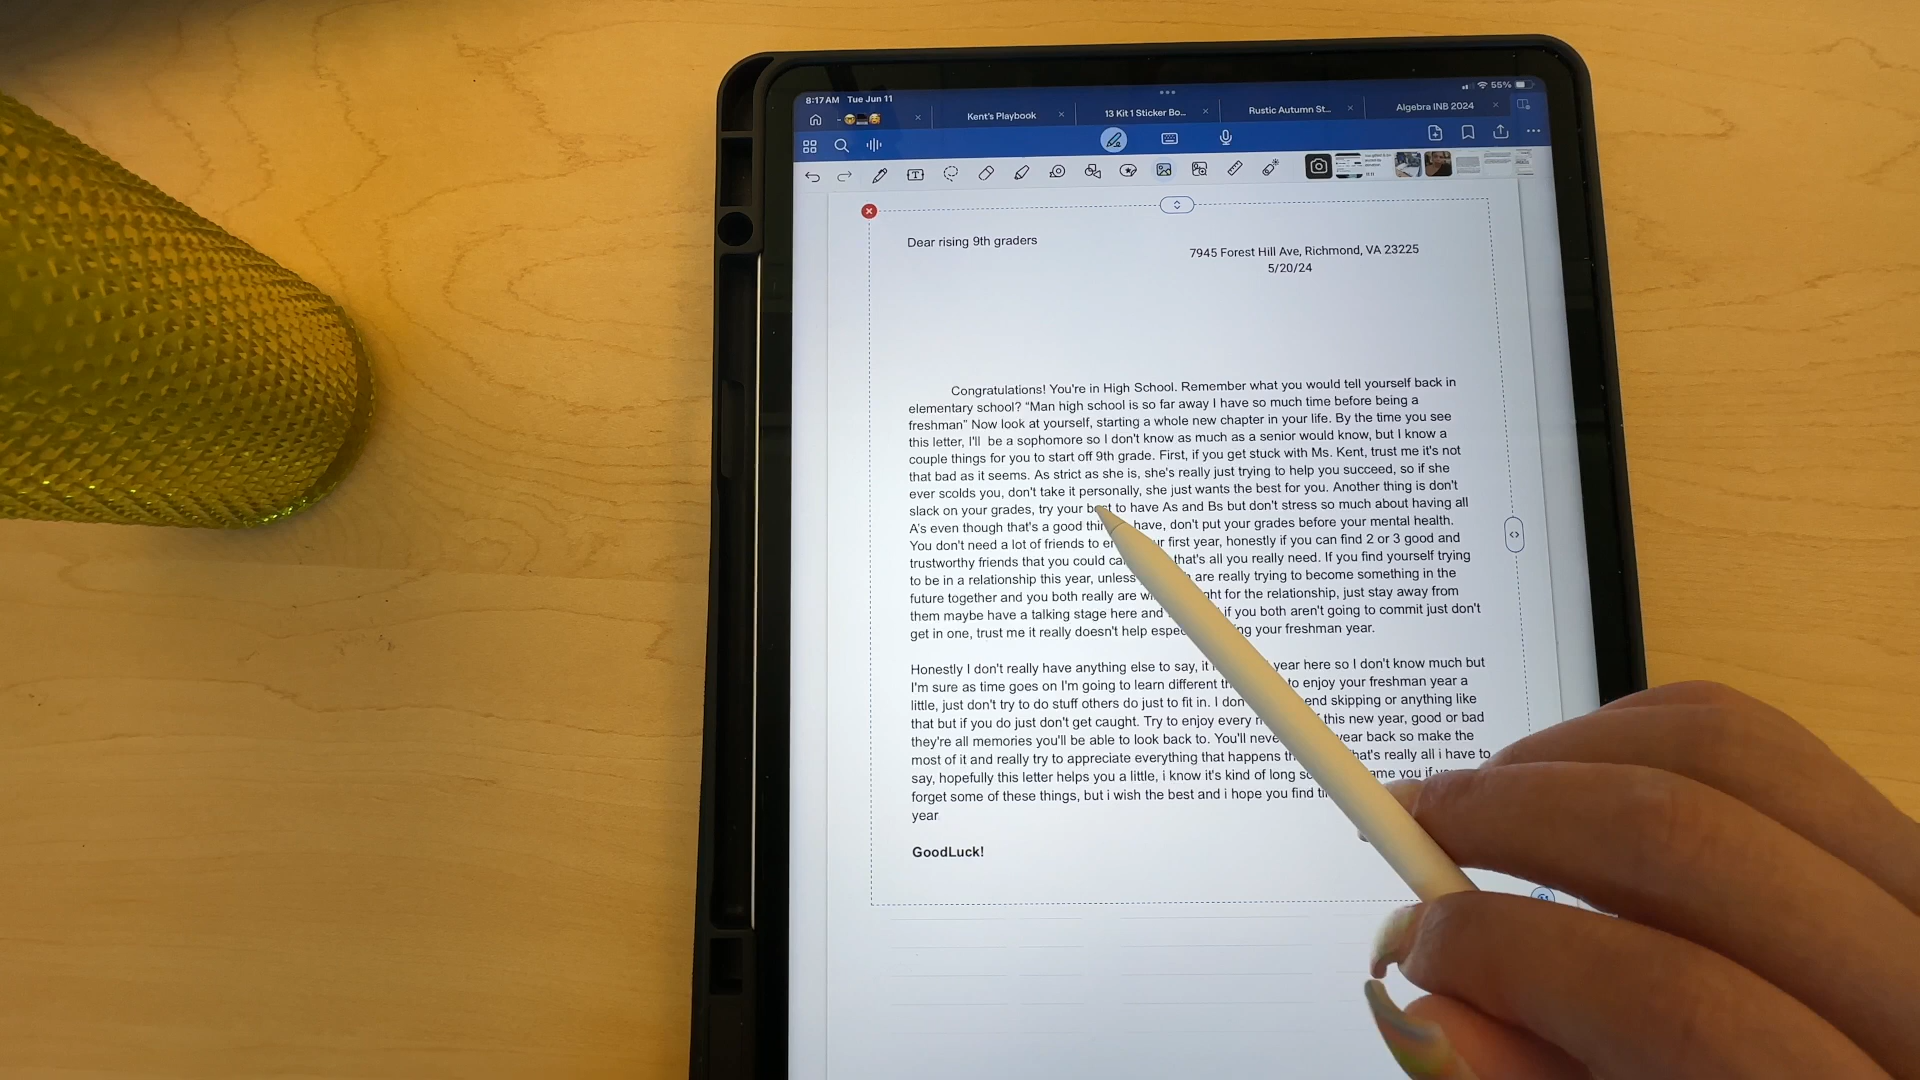 8:17 AM Tue Jun 11
55%
Kent's Playbook
13 Kit 1 Sticker Bo...
Rustic Autumn St...
Algebra INB 2024
Dear rising 9th graders
7945 Forest Hill Ave, Richmond, VA 23225
5/20/24
Congratulations! You're in High School. Remember what you would tell yourself back in
elementary school? “Man high school is so far away I have so much time before being a
freshman” Now look at yourself, starting a whole new chapter in your life. By the time you see
this letter, I'll be a sophomore so I don't know as much as a senior would know, but I know a
couple things for you to start off 9th grade. First, if you get stuck with Ms. Kent, trust me it's not
that bad as it seems. As strict as she is, she's really just trying to help you succeed, so if she
ever scolds you, don't take it personally, she just wants the best for you. Another thing is don't
slack on your grades, try your best to have As and Bs but don't stress so much about having all
A's even though that's a good have, don't put your grades before your mental health.
You don't need a lot of friends to first year, honestly if you can find 2 or 3 good and
trustworthy friends that you could that's all you really need. If you find yourself trying
to be in a relationship this year, unless are really trying to become something in the
future together and you both really are for the relationship, just stay away from
them maybe have a talking stage here and if you both aren't going to commit just don't
get in one, trust me it really doesn't help your freshman year.
Honestly I don't really have anything else to say, year here so I don't know much but
I'm sure as time goes on I'm going to learn different to enjoy your freshman year a
little, just don't try to do stuff others do just to fit in. I skipping or anything like
that but if you do just don't get caught. Try to enjoy every this new year, good or bad
they're all memories you'll be able to look back to. You'll year back so make the
most of it and really try to appreciate everything that happens that's really all i have to
say, hopefully this letter helps you a little, i know it's kind of long you if
forget some of these things, but i wish the best and i hope you find
year
GoodLuck!